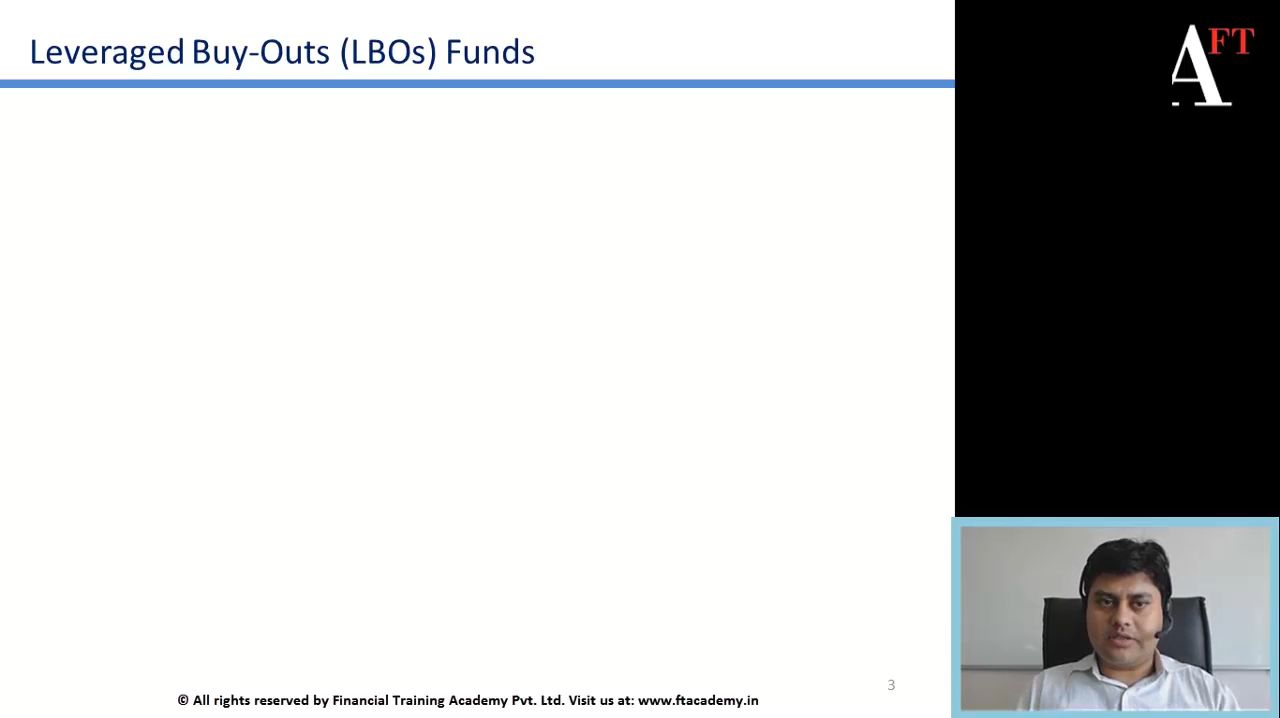 Leveraged Buy-Outs (LBOs) Funds
AFT
3
© All rights reserved by Financial Training Academy Pvt. Ltd. Visit us at: www.ftacademy.in